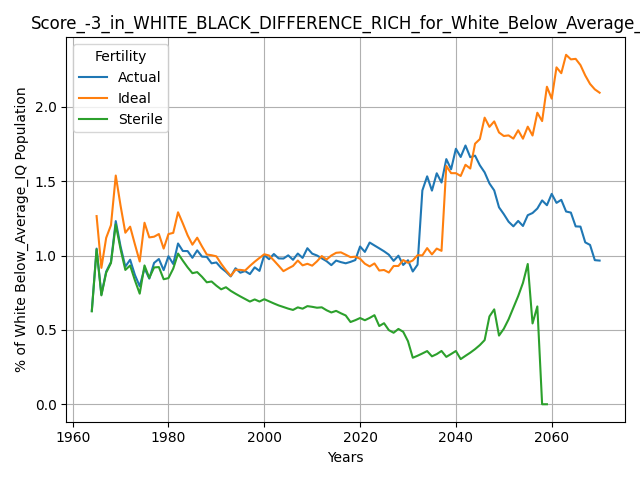 Score_-3_in_WHITE_BLACK_DIFFERENCE_RICH_for_White_Below_Average_
Fertility
Actual
Ideal
Sterile
% of White Below_Average_IQ Population
2.0
1.5
1.0
0.5
0.0
1960 1980 2000 2020 2040 2060
Years